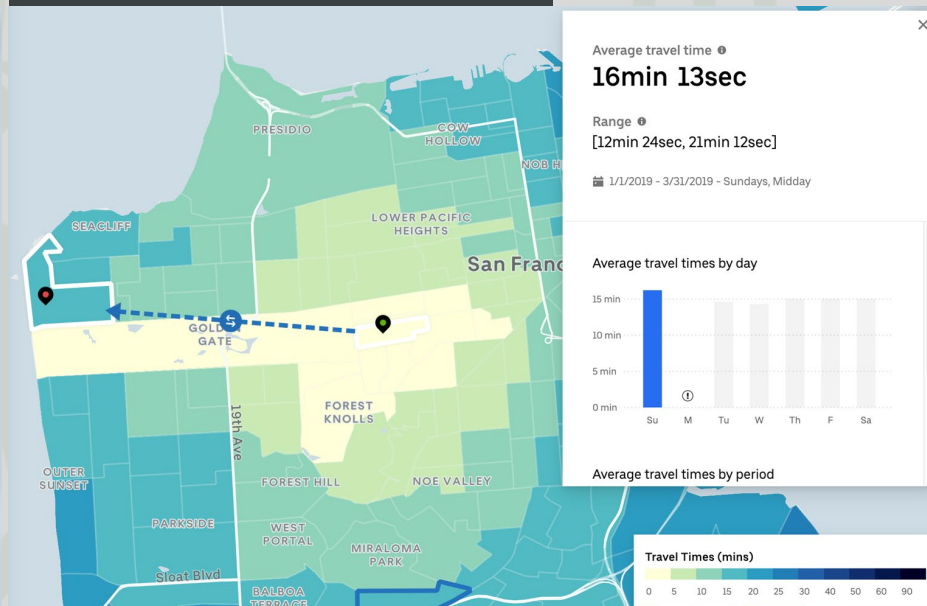 Average travel time
16min 13sec
Range
[12min 24sec, 21min 12sec]
1/1/2019 - 3/31/2019 - Sundays, Midday
Average travel times by day
15 min
10 min
5 min
0 min
Su M Tu W Th F Sa
Average travel times by period
PRESIDIO
COW
HOLLOW
NOB H
SEACLIFF
LOWER PACIFIC
HEIGHTS
San Franc
GOLDEN
GATE
19th Ave
FOREST
KNOLLS
OUTER
SUNSET
FOREST HILL
NOE VALLEY
PARKSIDE
WEST
PORTAL
MIRALOMA
PARK
Sloat Blvd
BALBOA
TERRACE
Travel Times (mins)
0 5 10 15 20 25 30 40 50 60 90